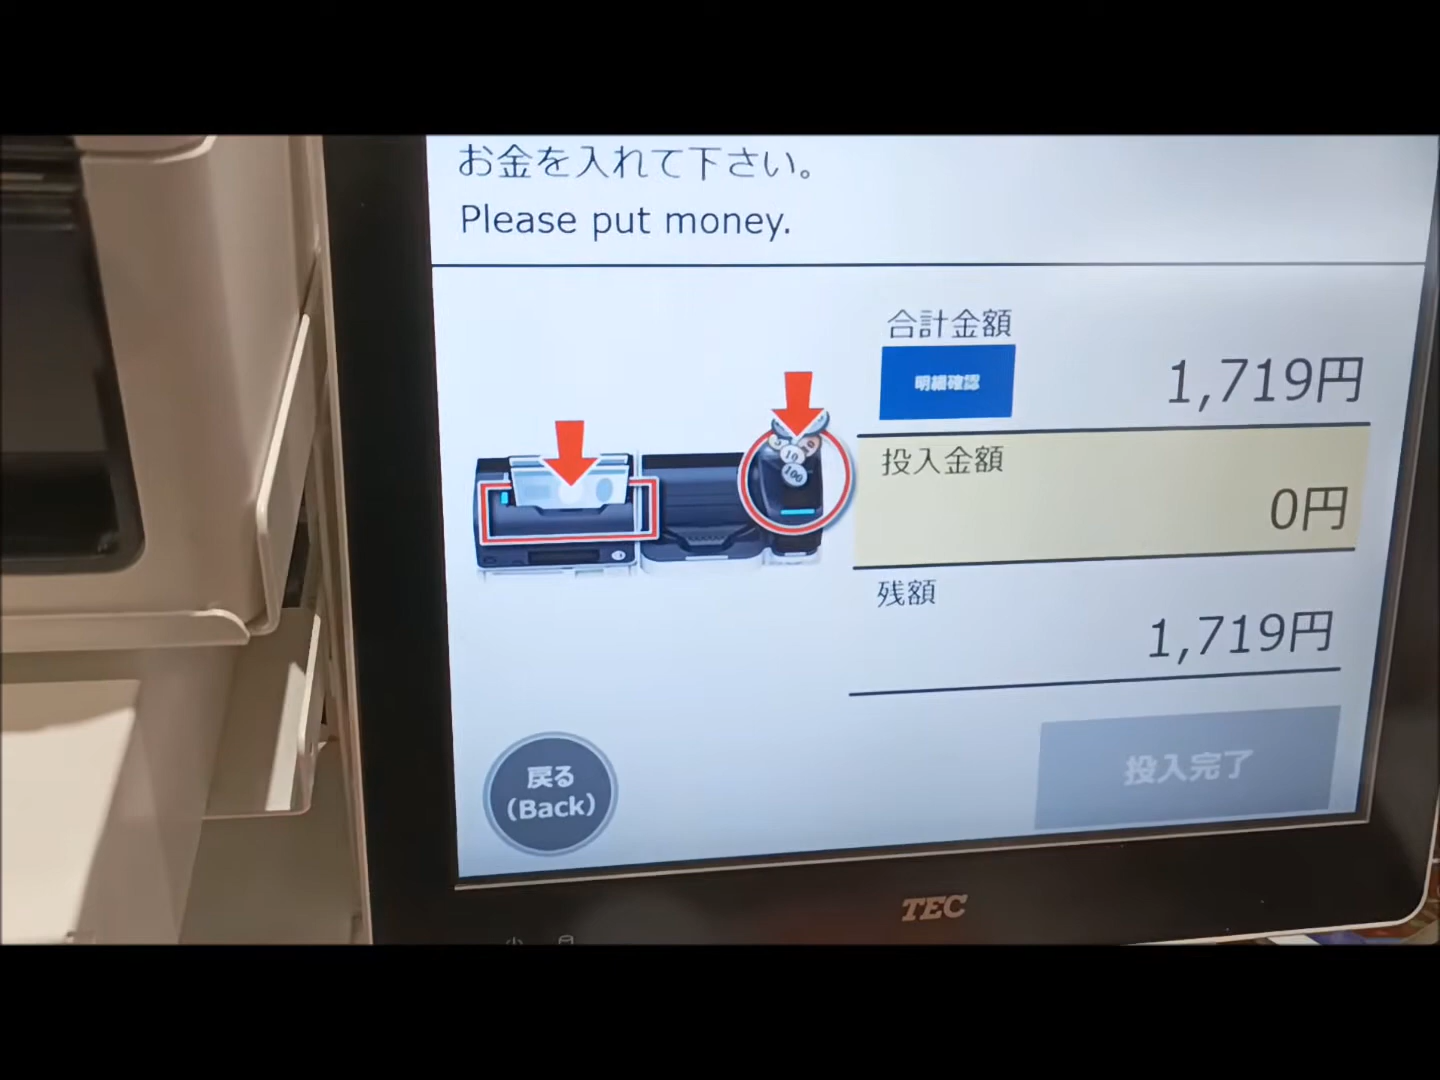 お金を入れて下さい。
Please put money.
合計金額
明細確認
1,719円
投入金額
0円
残額
1,719円
戻る
(Back)
投入完了
TEC